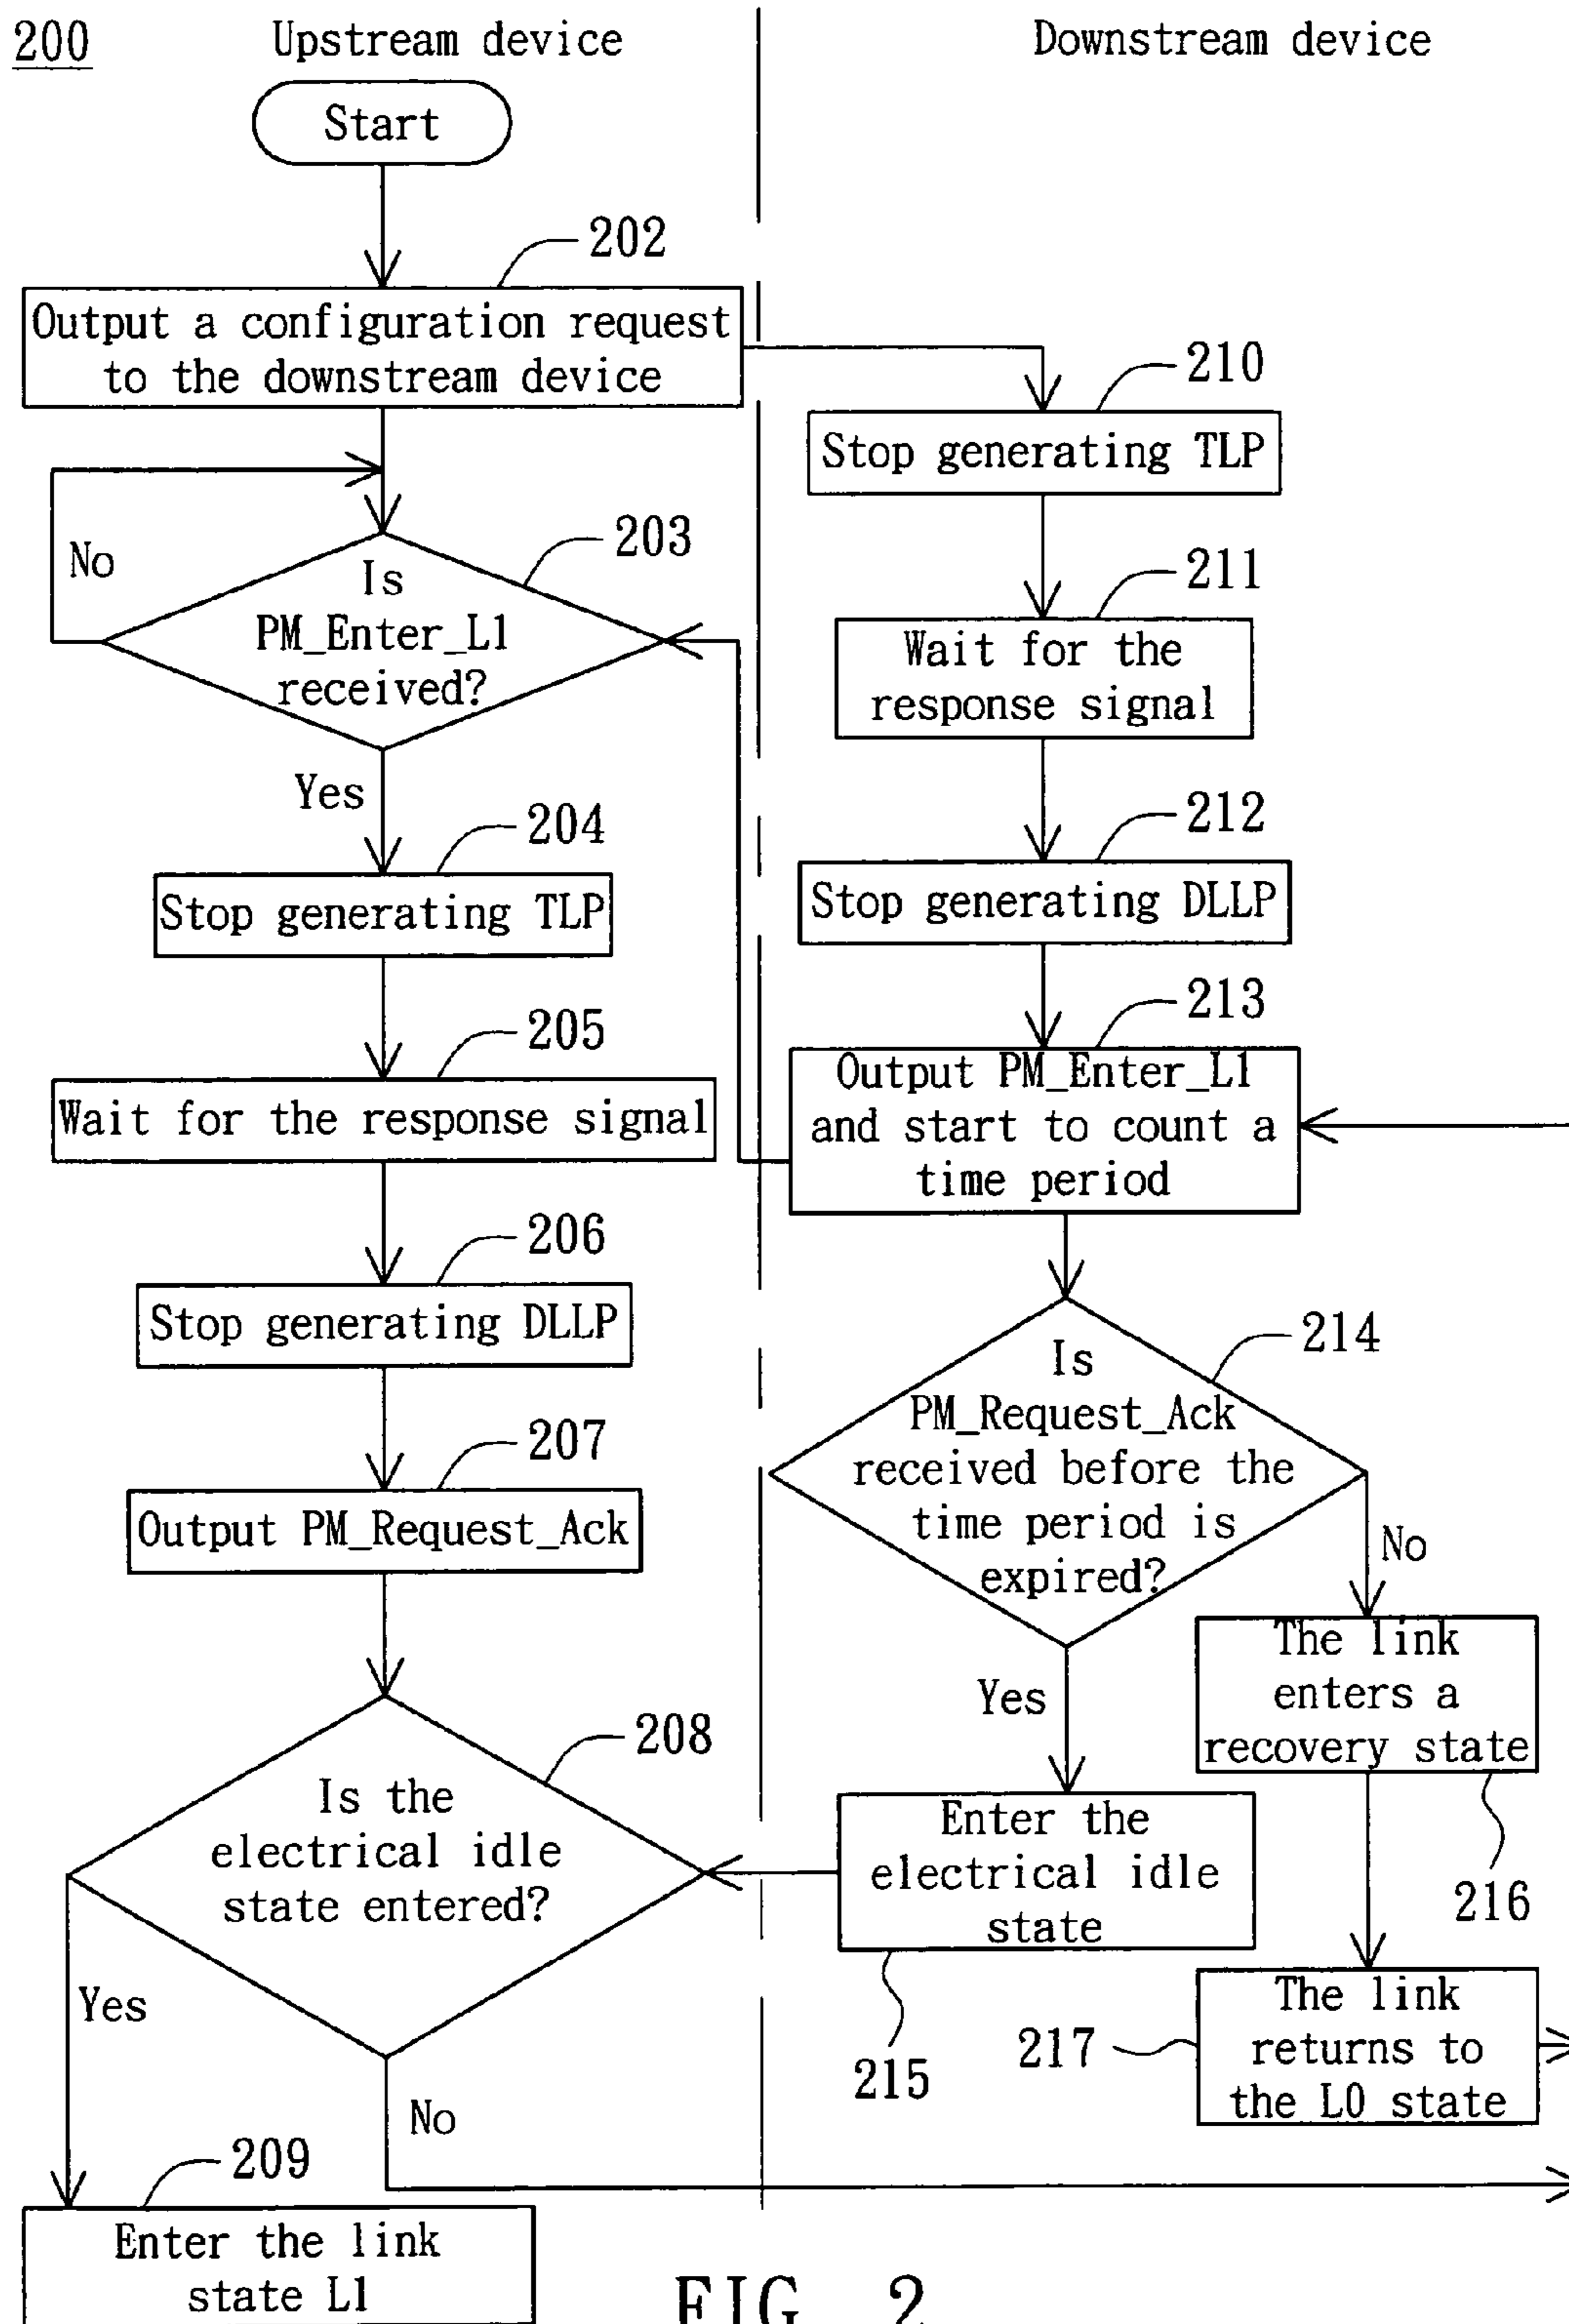 200
Upstream device
Downstream device
Start
202
Output a configuration request
to the downstream device
203
Is
PM_Enter_L1
received?
No
Yes
204
Stop generating TLP
205
Wait for the response signal
206
Stop generating DLLP
207
Output PM_Request_Ack
208
Is the
electrical idle
state entered?
Yes
No
209
Enter the link
state L1
210
Stop generating TLP
211
Wait for the
response signal
212
Stop generating DLLP
213
Output PM_Enter_L1
and start to count a
time period
214
Is
PM_Request_Ack
received before the
time period is
expired?
No
Yes
The link
enters a
recovery state
216
Enter the
electrical idle
state
215
217
The link
returns to
the L0 state
FIG. 2